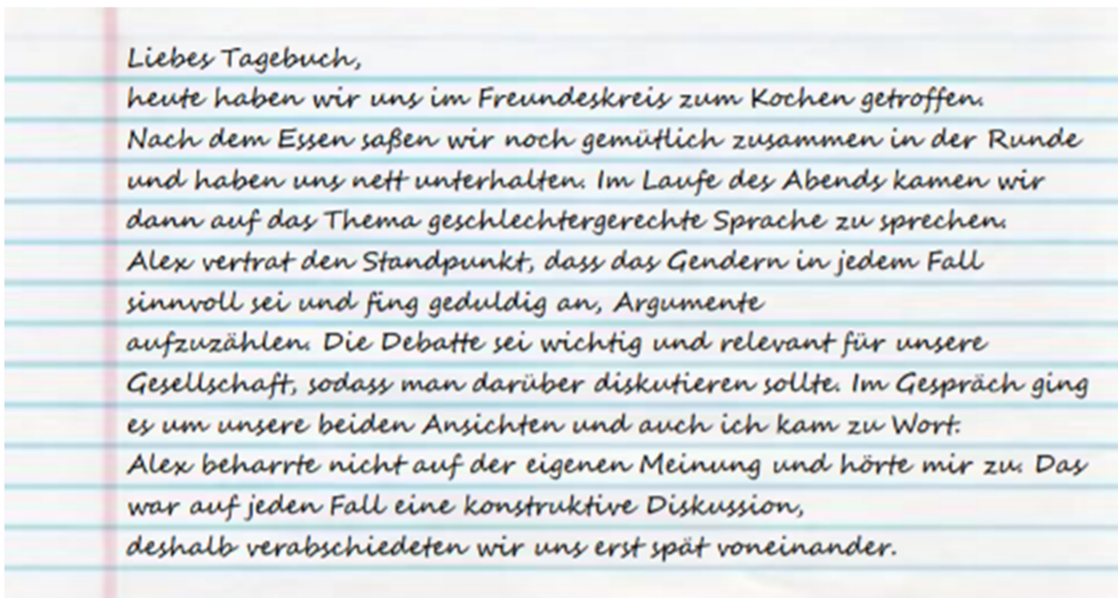 Liebes Tagebuch,
heute haben wir uns im Freundeskreis zum Kochen getroffen.
Nach dem Essen saßen wir noch gemütlich zusammen in der Runde
und haben uns nett unterhalten. Im Laufe des Abends kamen wir
dann auf das Thema geschlechtergerechte Sprache zu sprechen.
Alex vertrat den Standpunkt, dass das Gendern in jedem Fall
sinnvoll sei und fing geduldig an, Argumente
aufzuzählen. Die Debatte sei wichtig und relevant für unsere
Gesellschaft, sodass man darüber diskutieren sollte. Im Gespräch ging
es um unsere beiden Ansichten und auch ich kam zu Wort.
Alex beharrte nicht auf der eigenen Meinung und hörte mir zu. Das
war auf jeden Fall eine konstruktive Diskussion,
deshalb verabschiedeten wir uns erst spät voneinander.